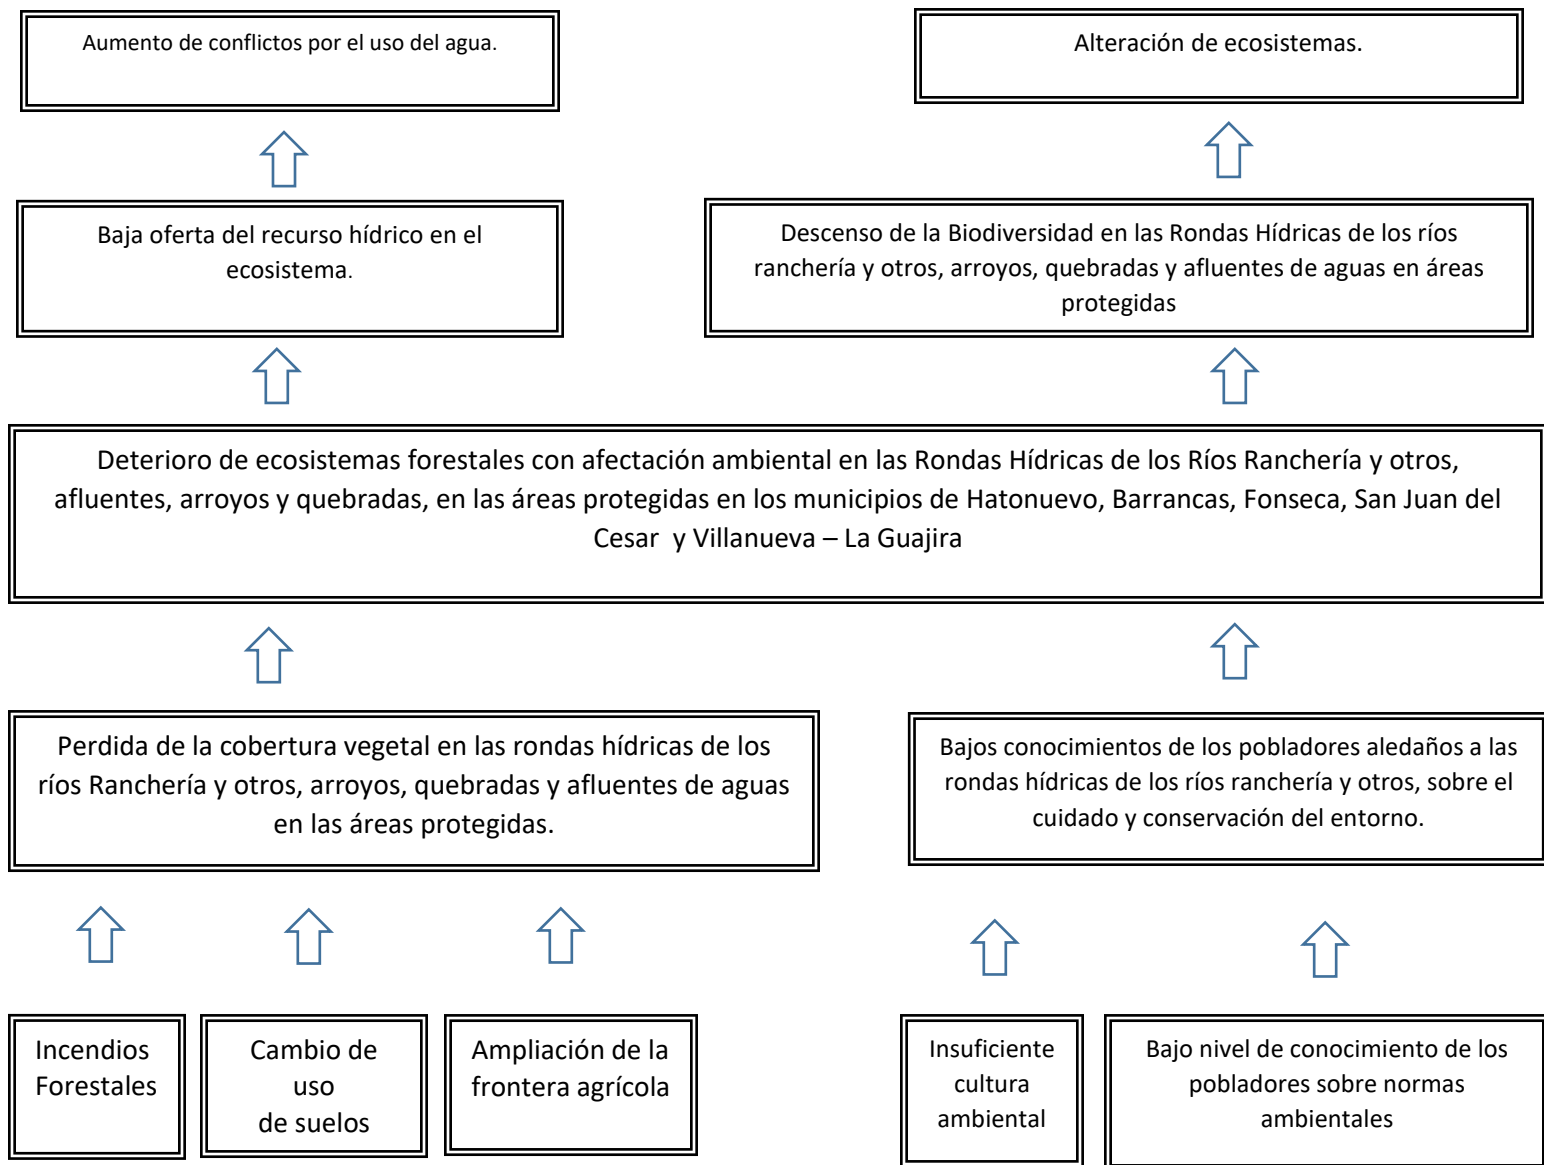 Aumento de conflictos por el uso del agua.
Alteración de ecosistemas.
Baja oferta del recurso hídrico en el
ecosistema.
Descenso de la Biodiversidad en las Rondas Hídricas de los ríos
ranchería y otros, arroyos, quebradas y afluentes de aguas en áreas
protegidas
Deterioro de ecosistemas forestales con afectación ambiental en las Rondas Hídricas de los Ríos Ranchería y otros,
afluentes, arroyos y quebradas, en las áreas protegidas en los municipios de Hatonuevo, Barrancas, Fonseca, San Juan del
Cesar  y Villanueva – La Guajira
Perdida de la cobertura vegetal en las rondas hídricas de los
ríos Ranchería y otros, arroyos, quebradas y afluentes de aguas
en las áreas protegidas.
Bajos conocimientos de los pobladores aledaños a las
rondas hídricas de los ríos ranchería y otros, sobre el
cuidado y conservación del entorno.
Incendios
Forestales
Cambio de
uso
de suelos
Ampliación de la
frontera agrícola
Insuficiente
cultura
ambiental
Bajo nivel de conocimiento de los
pobladores sobre normas
ambientales